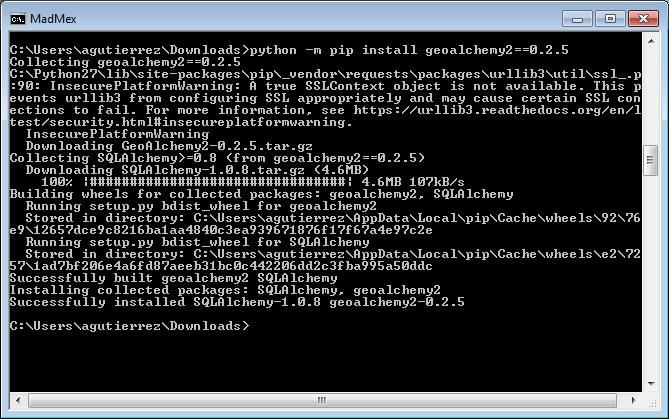 MadMex
C:\Users\agutierrez\Downloads>python -m pip install geoalchemy2==0.2.5
Collecting geoalchemy2==0.2.5
C:\Python27\lib\site-packages\pip\_vendor\requests\packages\urllib3\util\ssl_.p
:90: InsecurePlatformWarning: A true SSLContext object is not available. This p
events urllib3 from configuring SSL appropriately and may cause certain SSL con
ections to fail. For more information, see https://urllib3.readthedocs.org/en/l
test/security.html#insecureplatformwarning.
InsecurePlatformWarning
Downloading GeoAlchemy2-0.2.5.tar.gz
Collecting SQLAlchemy>=0.8 (from geoalchemy2==0.2.5)
Downloading SQLAlchemy-1.0.8.tar.gz (4.6MB)
100% |################################| 4.6MB 107kB/s
Building wheels for collected packages: geoalchemy2, SQLAlchemy
Running setup.py bdist_wheel for geoalchemy2
Stored in directory: C:\Users\agutierrez\AppData\Local\pip\Cache\wheels\92\76
e9\12657dce9c8216ba1aa4840c3ea939671876f17f67a4e97c2e
Running setup.py bdist_wheel for SQLAlchemy
Stored in directory: C:\Users\agutierrez\AppData\Local\pip\Cache\wheels\e2\72
57\1ad7bf206e4a6fd87aeeb31bc0c442206dd2c3fba995a50ddc
Successfully built geoalchemy2 SQLAlchemy
Installing collected packages: SQLAlchemy, geoalchemy2
Successfully installed SQLAlchemy-1.0.8 geoalchemy2-0.2.5
C:\Users\agutierrez\Downloads>